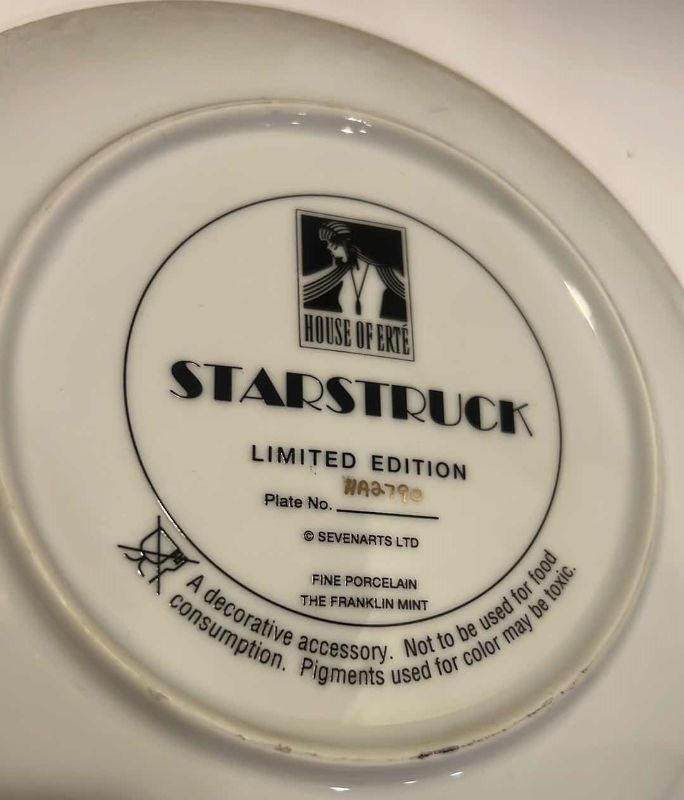 HOUSE OF ERTÉ
STARSTRUCK
LIMITED EDITION
Plate No. HA2790
© SEVENARTS LTD
FINE PORCELAIN
THE FRANKLIN MINT
A decorative accessory. Not to be used for food
consumption. Pigments used for color may be toxic.